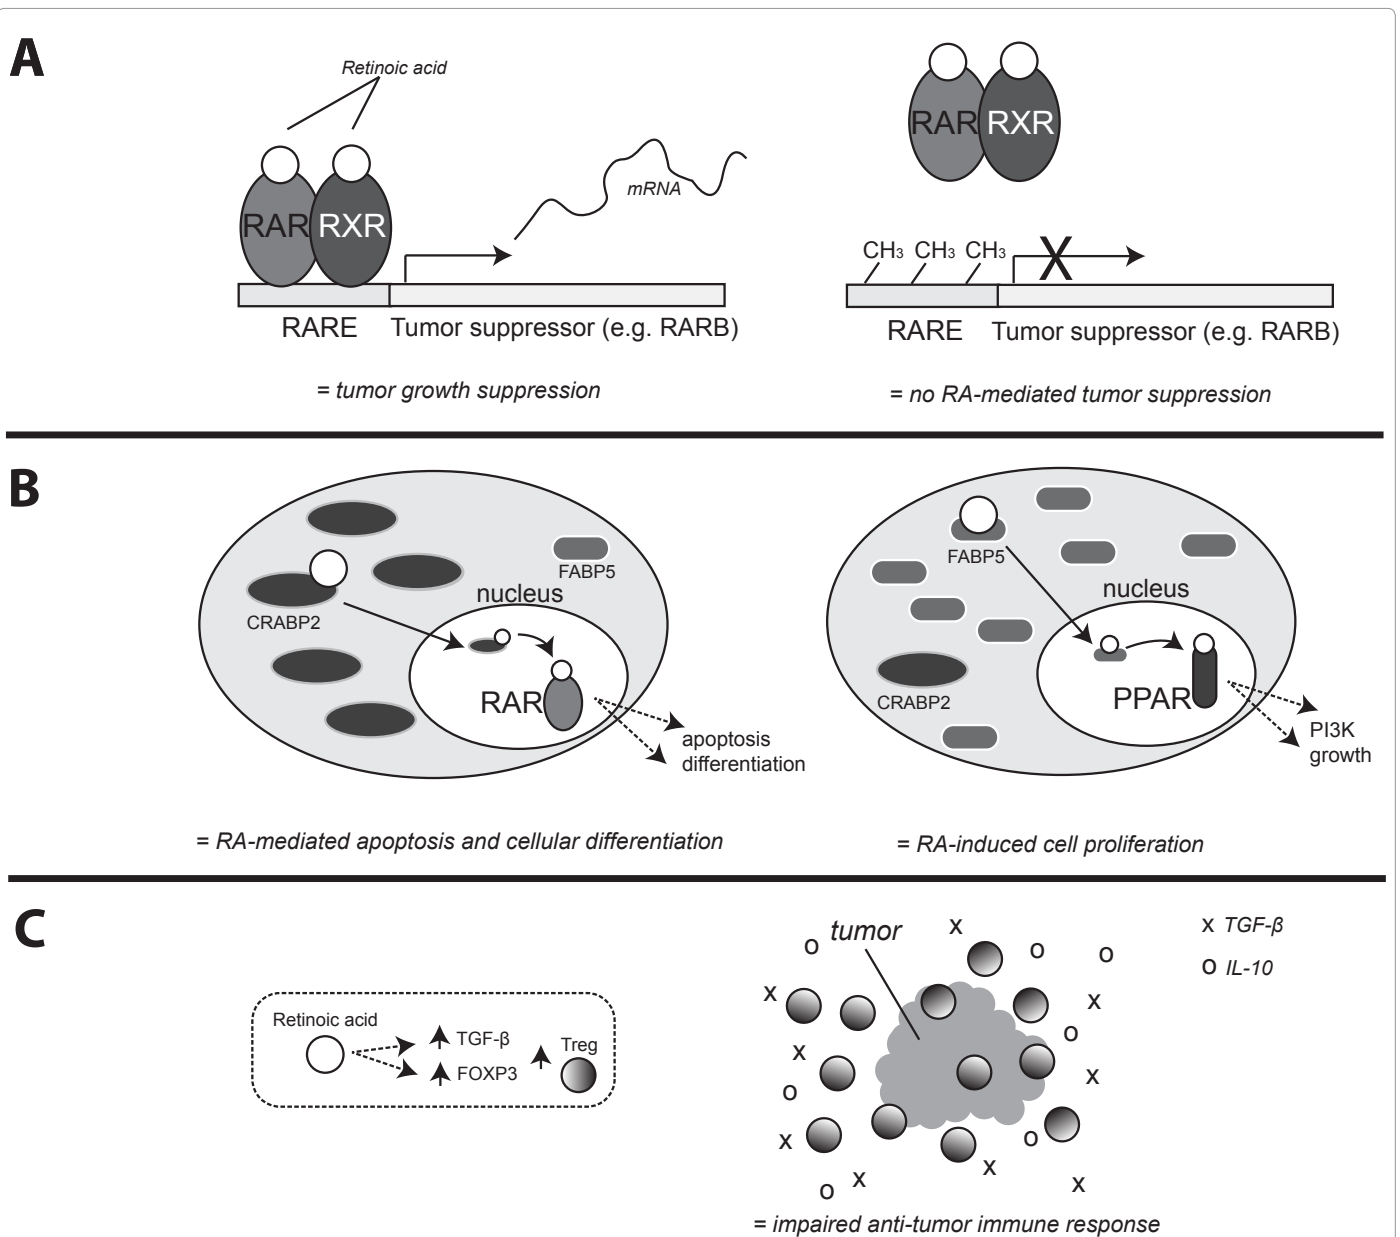 A
Retinoic acid
RAR RXR
mRNA
RARE Tumor suppressor (e.g. RARB)
= tumor growth suppression
RAR RXR
CH3 CH3 CH3
X
RARE Tumor suppressor (e.g. RARB)
= no RA-mediated tumor suppression
B
CRABP2
FABP5
nucleus
RAR
apoptosis
differentiation
= RA-mediated apoptosis and cellular differentiation
FABP5
nucleus
CRABP2
PPAR
PI3K
growth
= RA-induced cell proliferation
C
Retinoic acid
TGF-β
FOXP3
Treg
tumor
x TGF-β
o IL-10
x
o
o
o
x
x
o
x
x
o
x
o
x
x
o
x
x
= impaired anti-tumor immune response